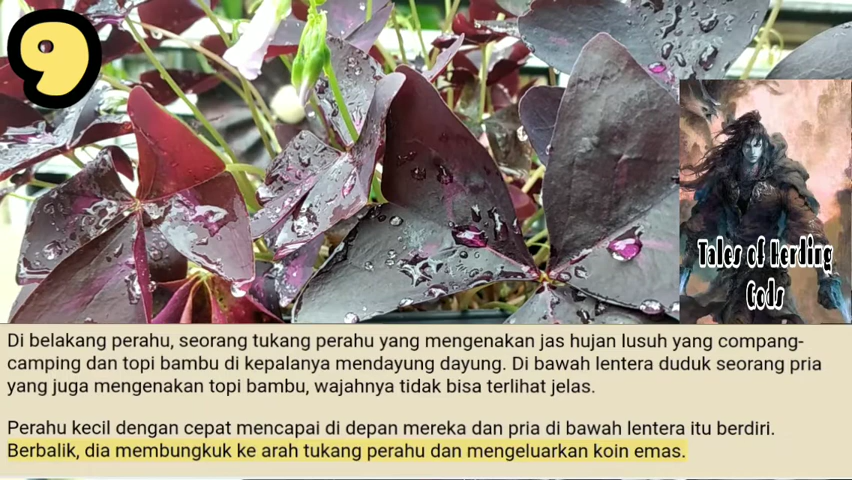 9
Tales of Herding
Gods
Di belakang perahu, seorang tukang perahu yang mengenakan jas hujan lusuh yang compang-
camping dan topi bambu di kepalanya mendayung dayung. Di bawah lentera duduk seorang pria
yang juga mengenakan topi bambu, wajahnya tidak bisa terlihat jelas.
Perahu kecil dengan cepat mencapai di depan mereka dan pria di bawah lentera itu berdiri.
Berbalik, dia membungkuk ke arah tukang perahu dan mengeluarkan koin emas.